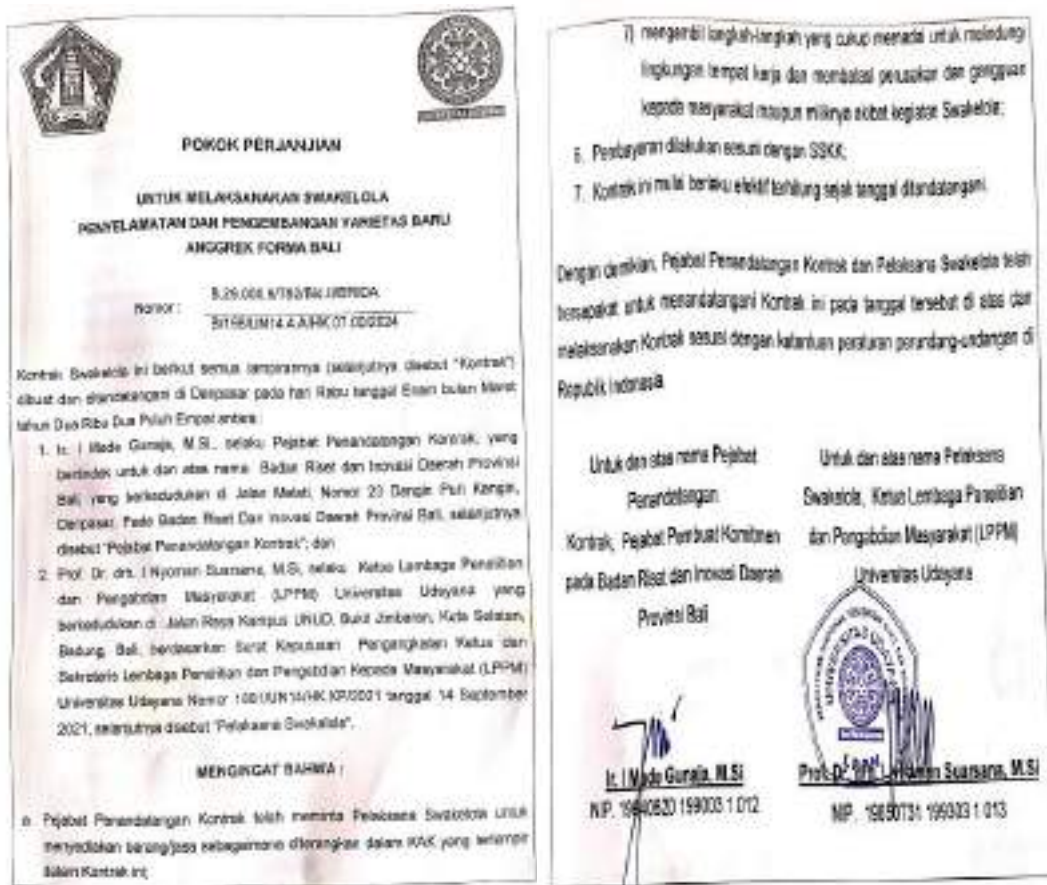 POKOK PERJANJIAN
UNTUK MELAKSANAKAN SWAKELOLA
PENYELAMATAN DAN PENGEMBANGAN VARIETAS BARU
ANGGREK FORMA BALI
Nomor :
Kontrak Swakelola ini berikut semua lampirannya (selanjutnya disebut "Kontrak")
dibuat dan ditandatangani di Denpasar pada hari Rabu tanggal Enam bulan Maret
tahun Dua Ribu Dua Puluh Empat antara :
1. Ir. I Made Gunaja, M.Si., selaku Pejabat Penandatangan Kontrak, yang
bertindak untuk dan atas nama Badan Riset dan Inovasi Daerah Provinsi
Bali, yang berkedudukan di Jalan Melati, Nomor 23 Dangin Puri Kangin,
Denpasar, Pada Badan Riset Dan Inovasi Daerah Provinsi Bali, selanjutnya
disebut "Pejabat Penandatangan Kontrak"; dan
2. Prof. Dr. drs. I Nyoman Suarsana, M.Si, selaku Ketua Lembaga Penelitian
dan Pengabdian Masyarakat (LPPM) Universitas Udayana yang
berkedudukan di Jalan Raya Kampus UNUD, Bukit Jimbaran, Kuta Selatan,
Badung, Bali, berdasarkan Surat Keputusan Pengangkatan Ketua dan
Sekretaris Lembaga Penelitian dan Pengabdian Kepada Masyarakat (LPPM)
Universitas Udayana Nomor tanggal 14 September
2021, selanjutnya disebut "Pelaksana Swakelola".
MENGINGAT BAHWA :
a. Pejabat Penandatangan Kontrak telah meminta Pelaksana Swakelola untuk
menyediakan barang/jasa sebagaimana diterangkan dalam KAK yang terlampir
dalam Kontrak ini;
7) mengambil langkah-langkah yang cukup memadai untuk melindungi
lingkungan tempat kerja dan membatasi perusakan dan gangguan
kepada masyarakat maupun miliknya akibat kegiatan Swakelola;
6. Pembayaran dilakukan sesuai dengan SSKK;
7. Kontrak ini mulai berlaku efektif terhitung sejak tanggal ditandatangani.
Dengan demikian, Pejabat Penandatangan Kontrak dan Pelaksana Swakelola telah
bersepakat untuk menandatangani Kontrak ini pada tanggal tersebut di atas dan
melaksanakan Kontrak sesuai dengan ketentuan peraturan perundang-undangan di
Republik Indonesia
Untuk dan atas nama Pejabat
Penandatangan
Kontrak, Pejabat Pembuat Komitmen
pada Badan Riset dan Inovasi Daerah
Provinsi Bali
Ir. I Made Gunaja, M.Si
Untuk dan atas nama Pelaksana
Swakelola, Ketua Lembaga Penelitian
dan Pengabdian Masyarakat (LPPM)
Universitas Udayana
Prof. Dr. drs. I Nyoman Suarsana, M.Si